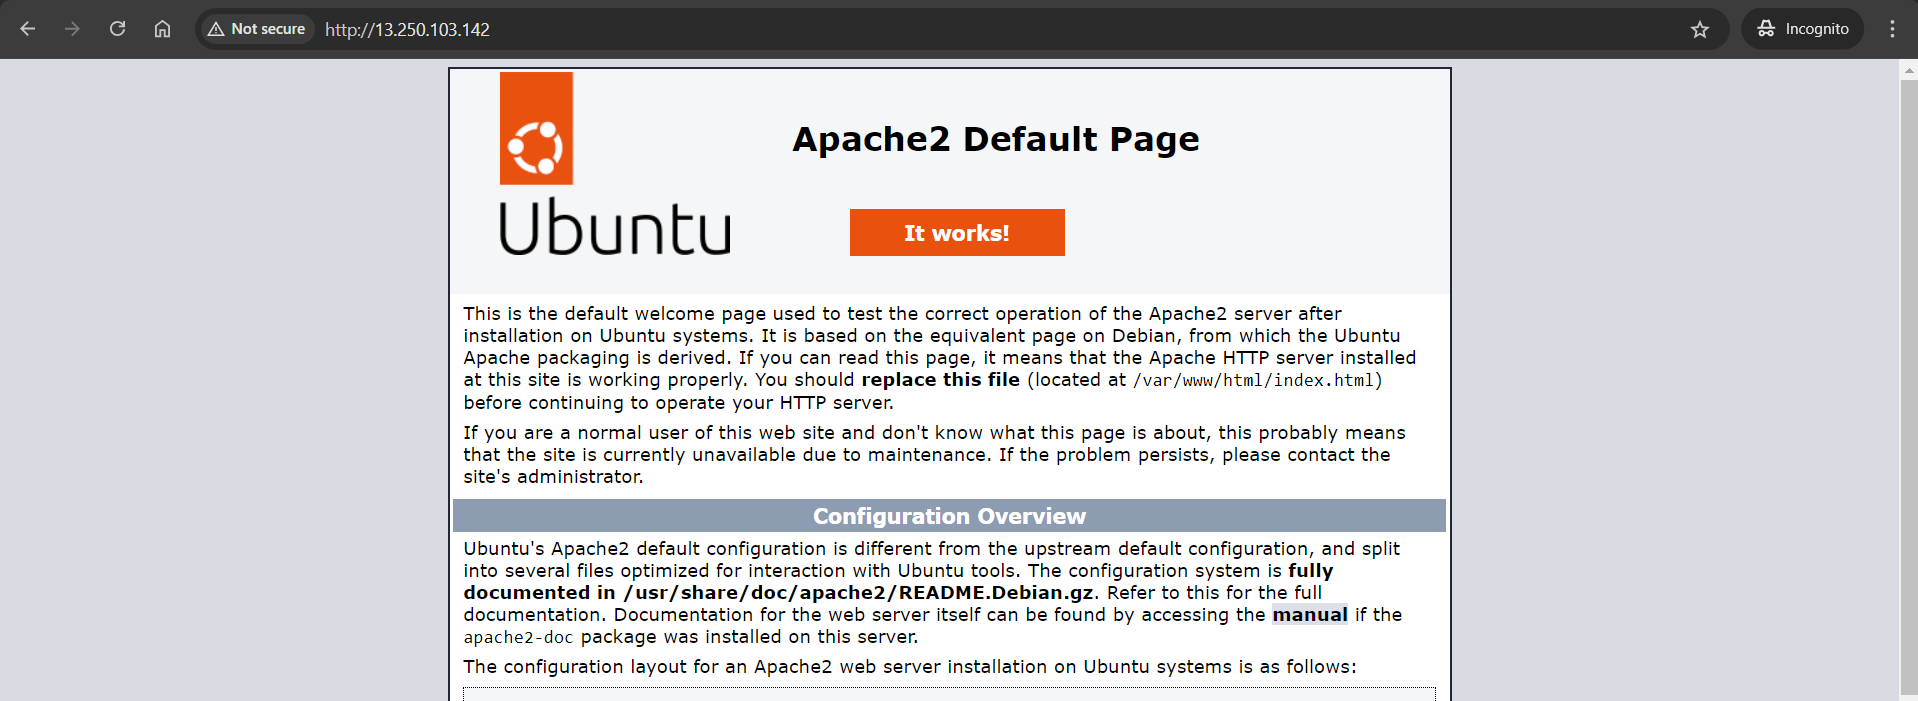 Not secure
http://13.250.103.142
Incognito
Apache2 Default Page
Ubuntu
It works!
This is the default welcome page used to test the correct operation of the Apache2 server after
installation on Ubuntu systems. It is based on the equivalent page on Debian, from which the Ubuntu
Apache packaging is derived. If you can read this page, it means that the Apache HTTP server installed
at this site is working properly. You should replace this file (located at /var/www/html/index.html)
before continuing to operate your HTTP server.
If you are a normal user of this web site and don't know what this page is about, this probably means
that the site is currently unavailable due to maintenance. If the problem persists, please contact the
site's administrator.
Configuration Overview
Ubuntu's Apache2 default configuration is different from the upstream default configuration, and split
into several files optimized for interaction with Ubuntu tools. The configuration system is fully
documented in /usr/share/doc/apache2/README.Debian.gz. Refer to this for the full
documentation. Documentation for the web server itself can be found by accessing the manual if the
apache2-doc package was installed on this server.
The configuration layout for an Apache2 web server installation on Ubuntu systems is as follows: